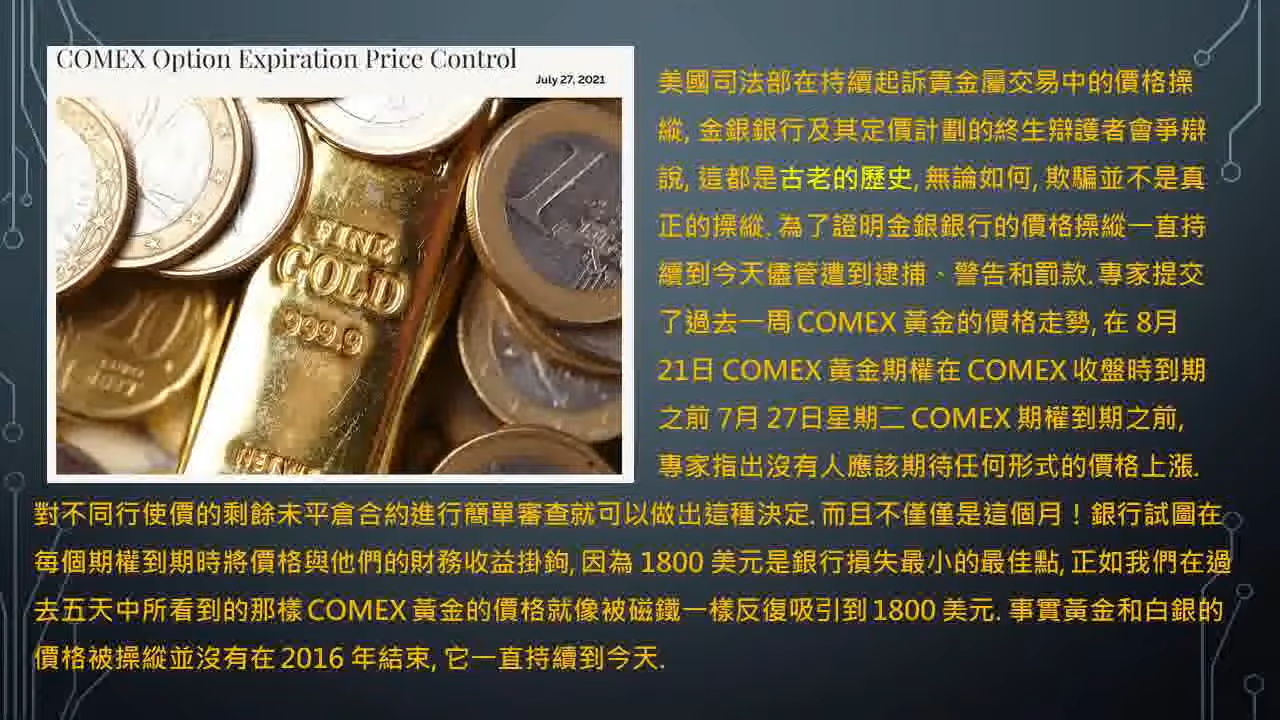 COMEX Option Expiration Price Control
July 27, 2021
FINE
GOLD
999.9
美國司法部在持續起訴貴金屬交易中的價格操
縱, 金銀銀行及其定價計劃的終生辯護者會爭辯
說, 這都是古老的歷史, 無論如何, 欺騙並不是真
正的操縱. 為了證明金銀銀行的價格操縱一直持
續到今天儘管遭到逮捕、警告和罰款. 專家提交
了過去一周 COMEX 黃金的價格走勢, 在 8月
21日 COMEX 黃金期權在 COMEX 收盤時到期
之前 7月 27日星期二 COMEX 期權到期之前,
專家指出沒有人應該期待任何形式的價格上漲.
對不同行使價的剩餘未平倉合約進行簡單審查就可以做出這種決定. 而且不僅僅是這個月！銀行試圖在
每個期權到期時將價格與他們的財務收益掛鉤, 因為 1800 美元是銀行損失最小的最佳點, 正如我們在過
去五天中所看到的那樣 COMEX 黃金的價格就像被磁鐵一樣反復吸引到 1800 美元. 事實黃金和白銀的
價格被操縱並沒有在 2016 年結束, 它一直持續到今天.